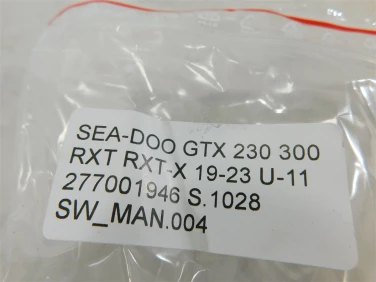 SEA-DOO GTX 230 300
RXT RXT-X 19-23 U-11
277001946 S.1028
SW_MAN.004